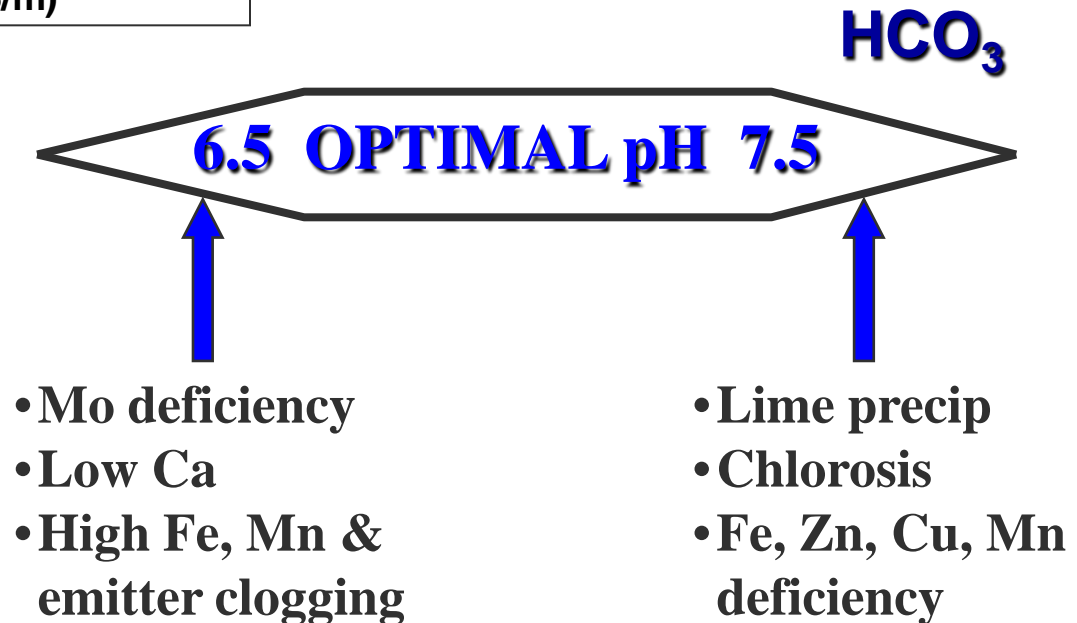 HCO₃
6.5 OPTIMAL pH 7.5
•Mo deficiency
•Low Ca
•High Fe, Mn &
emitter clogging
•Lime precip
•Chlorosis
•Fe, Zn, Cu, Mn
deficiency